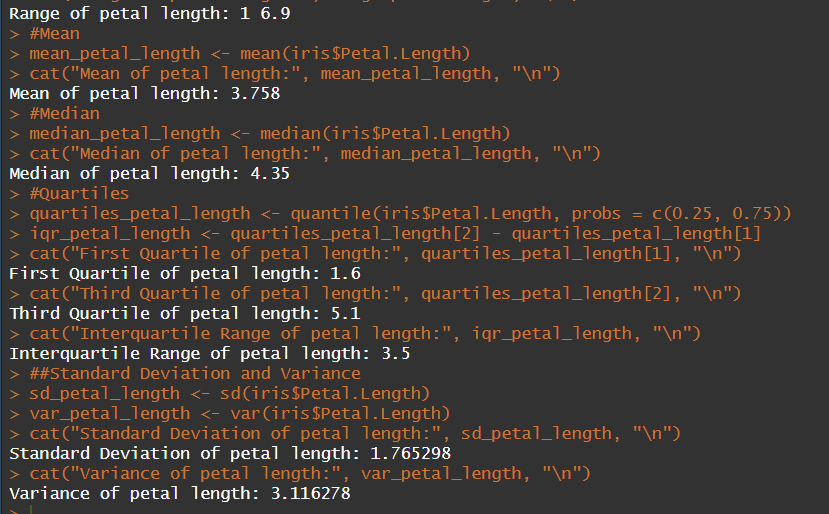 Range of petal length: 1 6.9
> #Mean
> mean_petal_length <- mean(iris$Petal.Length)
> cat("Mean of petal length:", mean_petal_length, "\n")
Mean of petal length: 3.758
> #Median
> median_petal_length <- median(iris$Petal.Length)
> cat("Median of petal length:", median_petal_length, "\n")
Median of petal length: 4.35
> #Quartiles
> quartiles_petal_length <- quantile(iris$Petal.Length, probs = c(0.25, 0.75))
> iqr_petal_length <- quartiles_petal_length[2] - quartiles_petal_length[1]
> cat("First Quartile of petal length:", quartiles_petal_length[1], "\n")
First Quartile of petal length: 1.6
> cat("Third Quartile of petal length:", quartiles_petal_length[2], "\n")
Third Quartile of petal length: 5.1
> cat("Interquartile Range of petal length:", iqr_petal_length, "\n")
Interquartile Range of petal length: 3.5
> ##Standard Deviation and Variance
> sd_petal_length <- sd(iris$Petal.Length)
> var_petal_length <- var(iris$Petal.Length)
> cat("Standard Deviation of petal length:", sd_petal_length, "\n")
Standard Deviation of petal length: 1.765298
> cat("Variance of petal length:", var_petal_length, "\n")
Variance of petal length: 3.116278
>